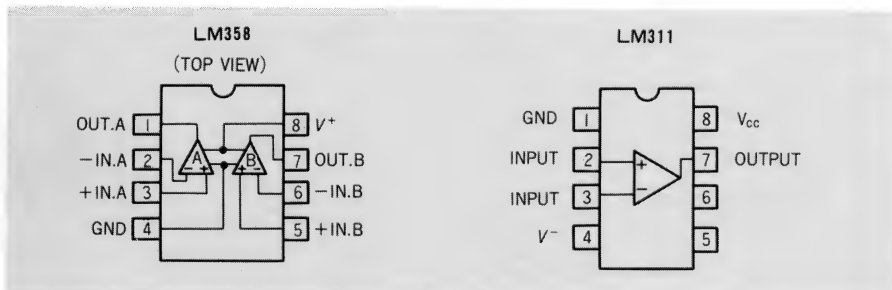 LM358
(TOP VIEW)
OUT.A 1 8 V+
−IN.A 2 7 OUT.B
+IN.A 3 6 −IN.B
GND 4 5 +IN.B
A B
− + + −
LM311
GND 1 8 Vcc
INPUT 2 7 OUTPUT
INPUT 3 6
V− 4 5
+
−